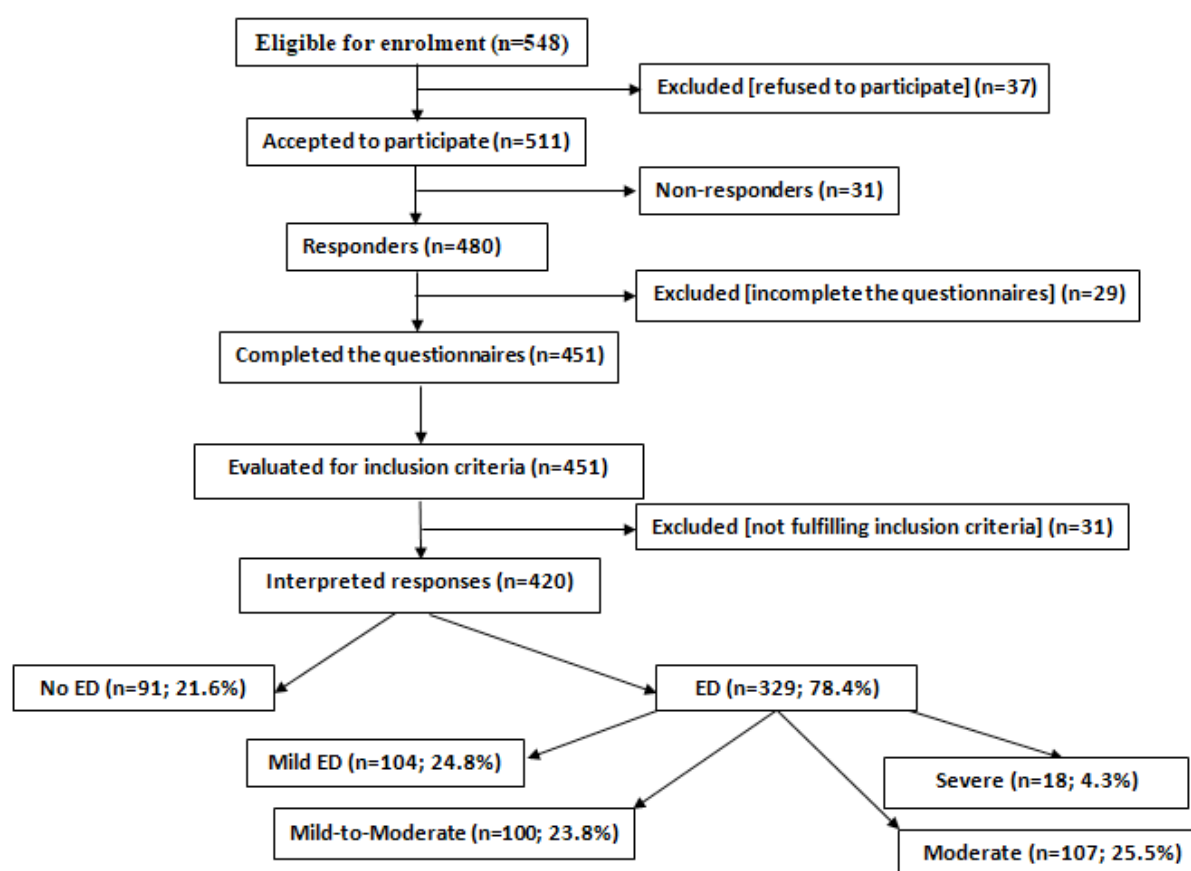 Eligible for enrolment (n=548)
Excluded [refused to participate] (n=37)
Accepted to participate (n=511)
Non-responders (n=31)
Responders (n=480)
Excluded [incomplete the questionnaires] (n=29)
Completed the questionnaires (n=451)
Evaluated for inclusion criteria (n=451)
Excluded [not fulfilling inclusion criteria] (n=31)
Interpreted responses (n=420)
No ED (n=91; 21.6%)
ED (n=329; 78.4%)
Mild ED (n=104; 24.8%)
Severe (n=18; 4.3%)
Mild-to-Moderate (n=100; 23.8%)
Moderate (n=107; 25.5%)